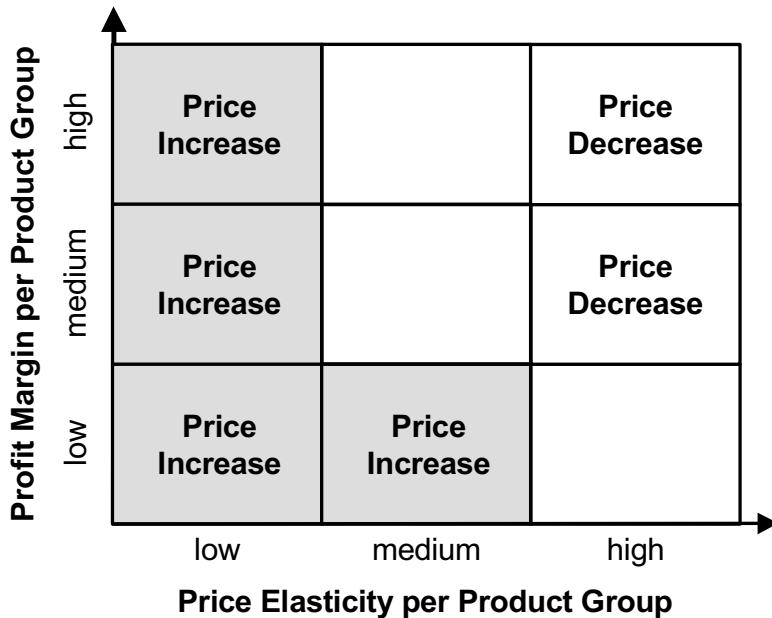 Profit Margin per Product Group
high
medium
low
Price
Increase
Price
Decrease
Price
Increase
Price
Decrease
Price
Increase
Price
Increase
low
medium
high
Price Elasticity per Product Group